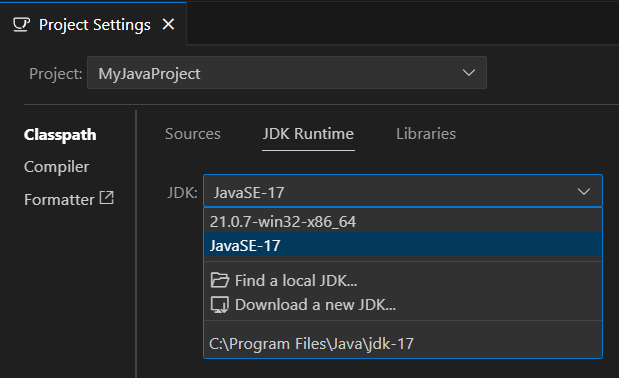 Project Settings
Project: MyJavaProject
Classpath
Compiler
Formatter
Sources JDK Runtime Libraries
JDK: JavaSE-17
21.0.7-win32-x86_64
JavaSE-17
Find a local JDK...
Download a new JDK...
C:\Program Files\Java\jdk-17